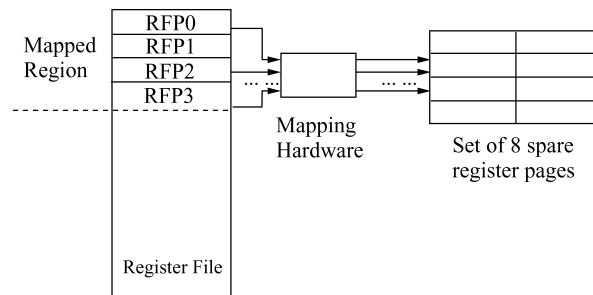 Mapped
Region
RFP0
RFP1
RFP2
RFP3
... ...
... ...
Mapping
Hardware
Set of 8 spare
register pages
Register File